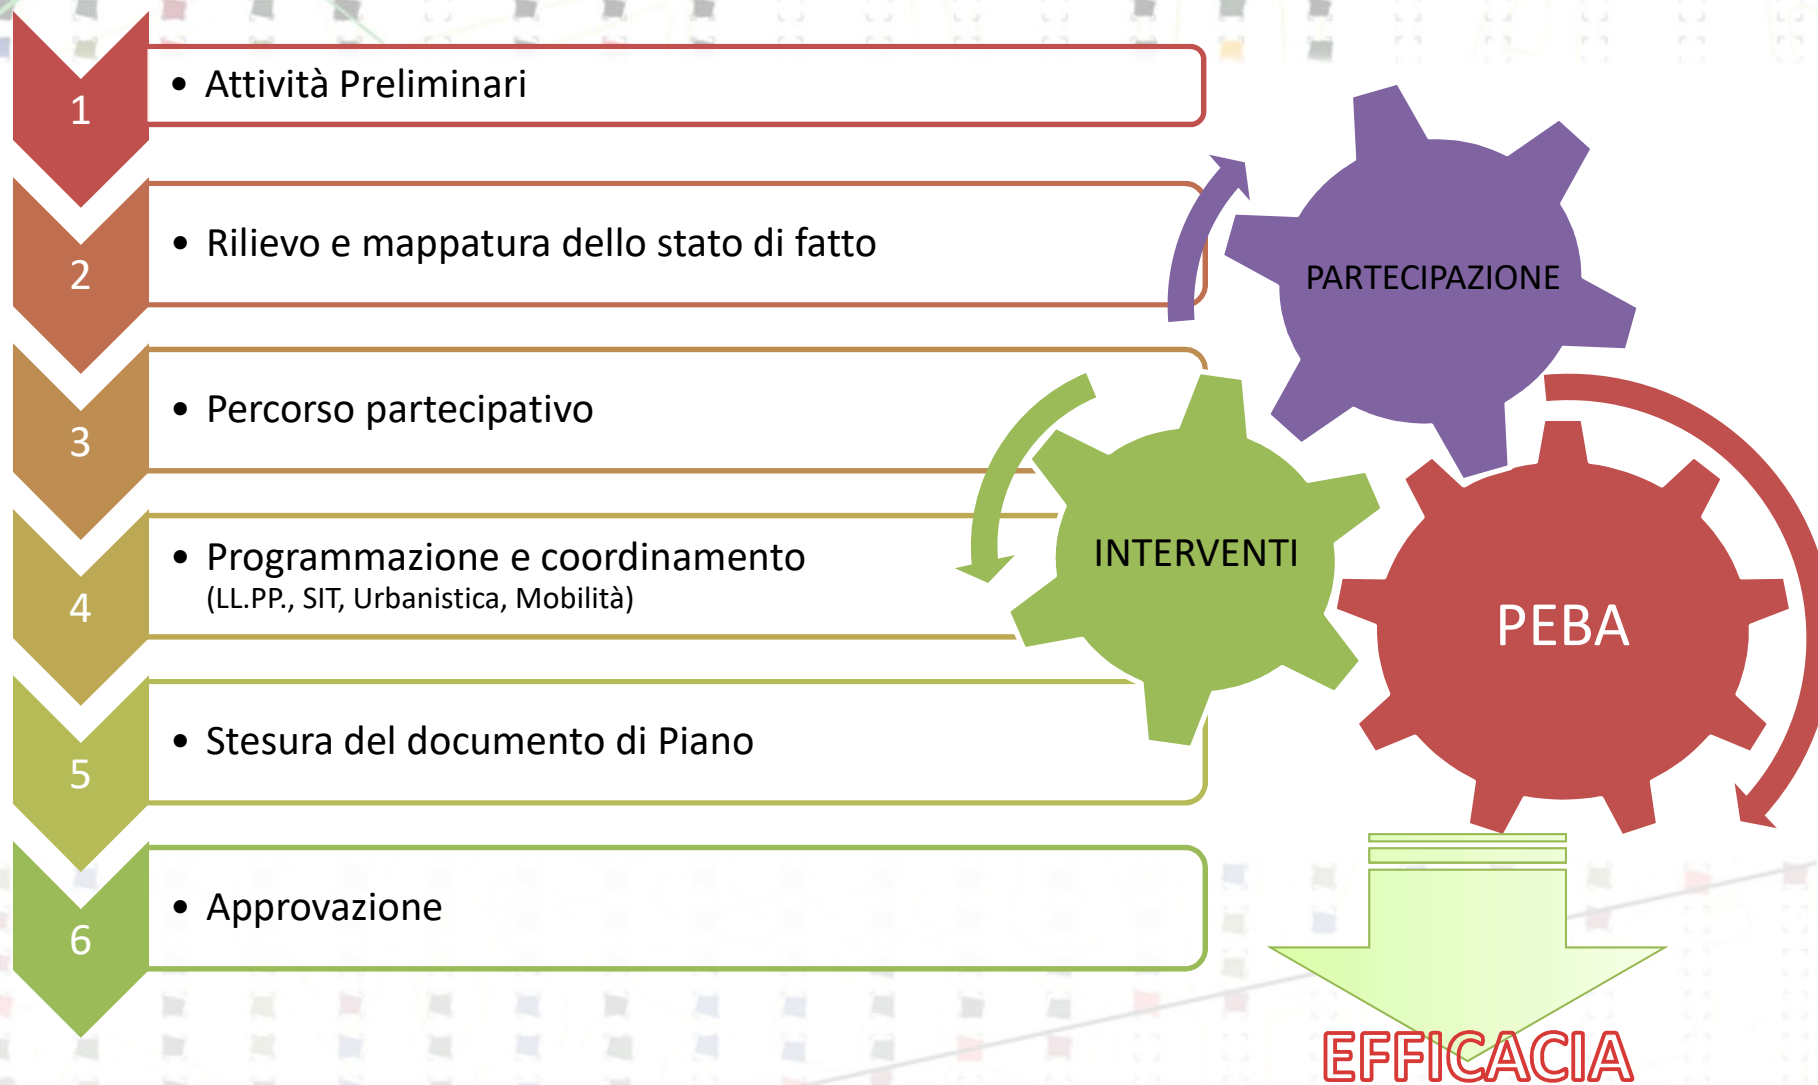 1
• Attività Preliminari
2
• Rilievo e mappatura dello stato di fatto
3
• Percorso partecipativo
4
• Programmazione e coordinamento
(LL.PP., SIT, Urbanistica, Mobilità)
5
• Stesura del documento di Piano
6
• Approvazione
PARTECIPAZIONE
INTERVENTI
PEBA
EFFICACIA